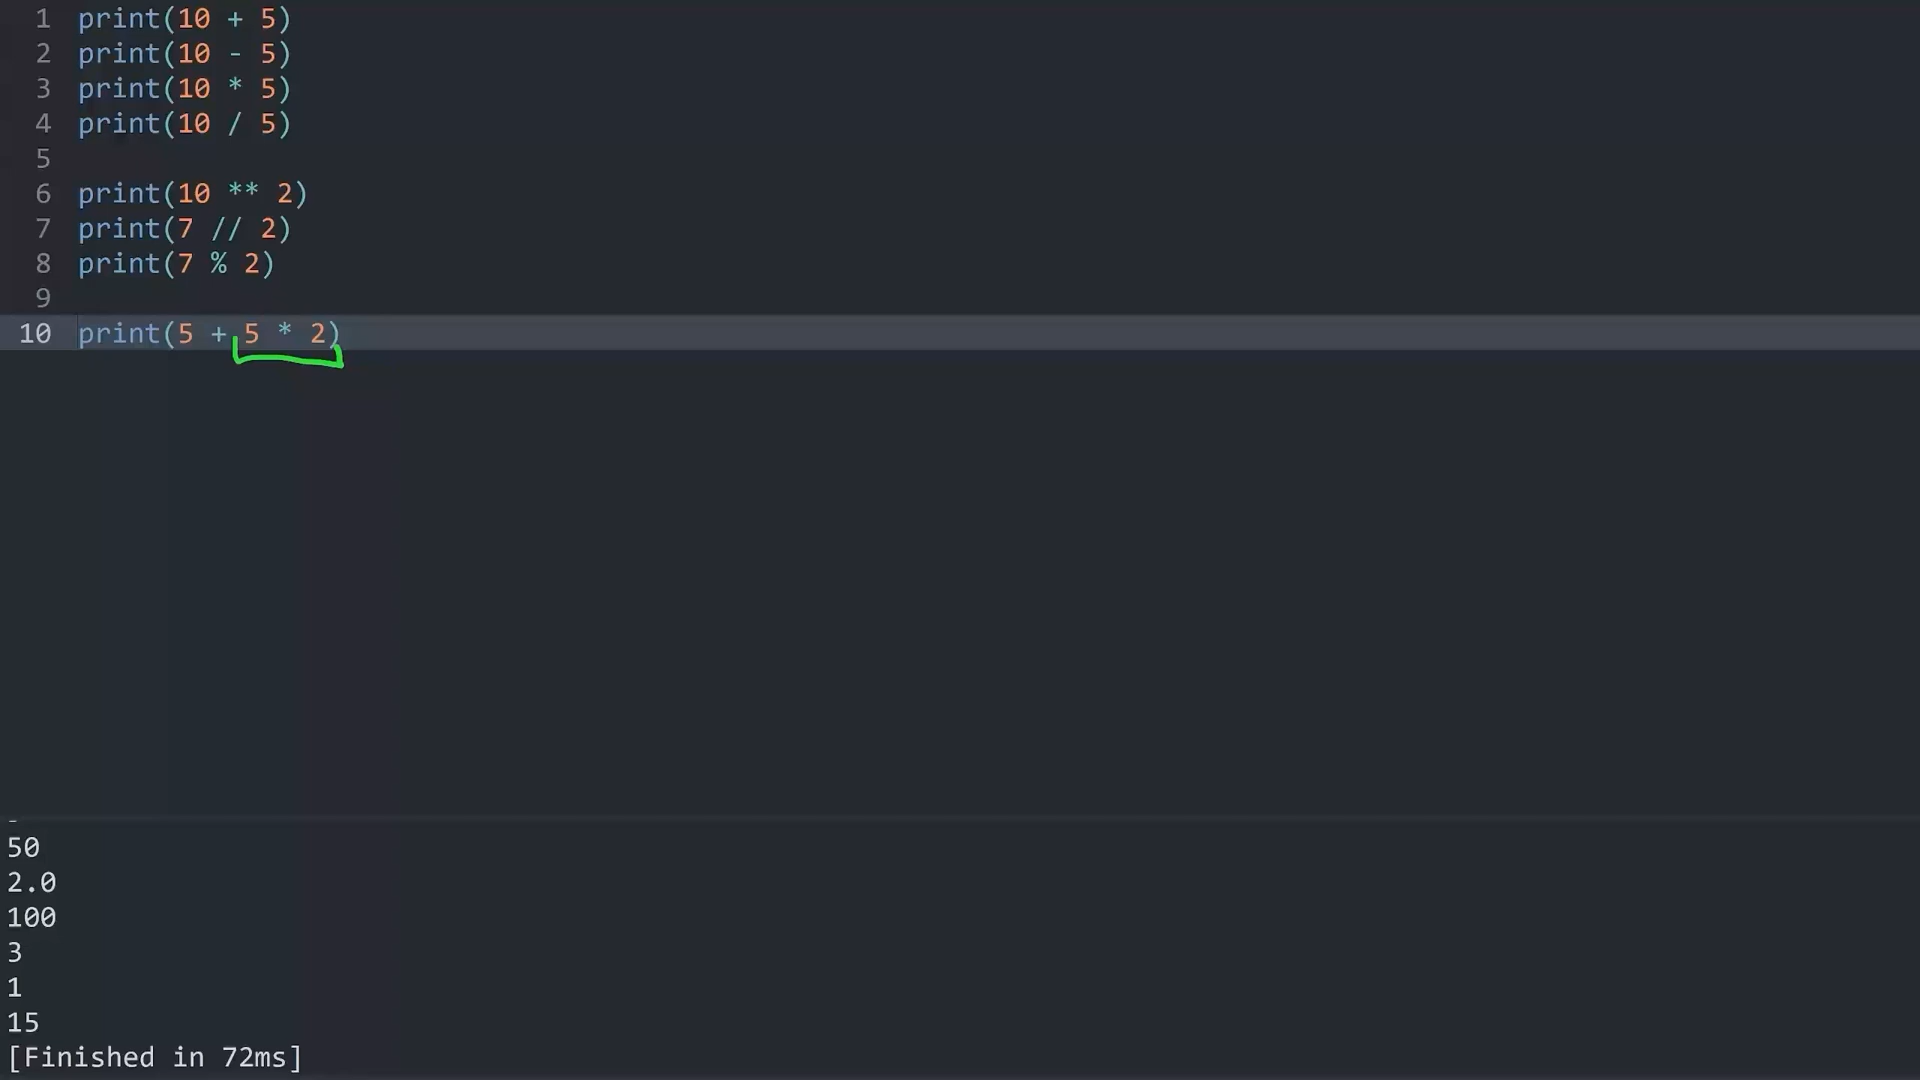 1 print(10 + 5)
2 print(10 - 5)
3 print(10 * 5)
4 print(10 / 5)
5
6 print(10 ** 2)
7 print(7 // 2)
8 print(7 % 2)
9
10 print(5 + 5 * 2)
50
2.0
100
3
1
15
[Finished in 72ms]